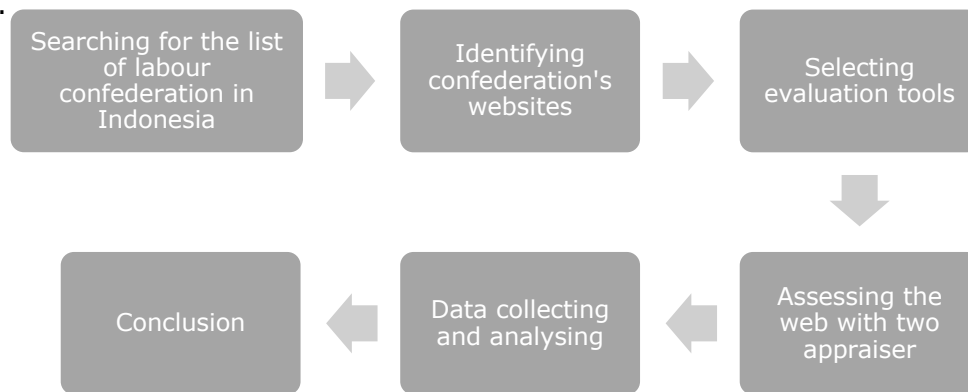 .
Searching for the list
of labour
confederation in
Indonesia
Identifying
confederation's
websites
Selecting
evaluation tools
Assessing the
web with two
appraiser
Data collecting
and analysing
Conclusion